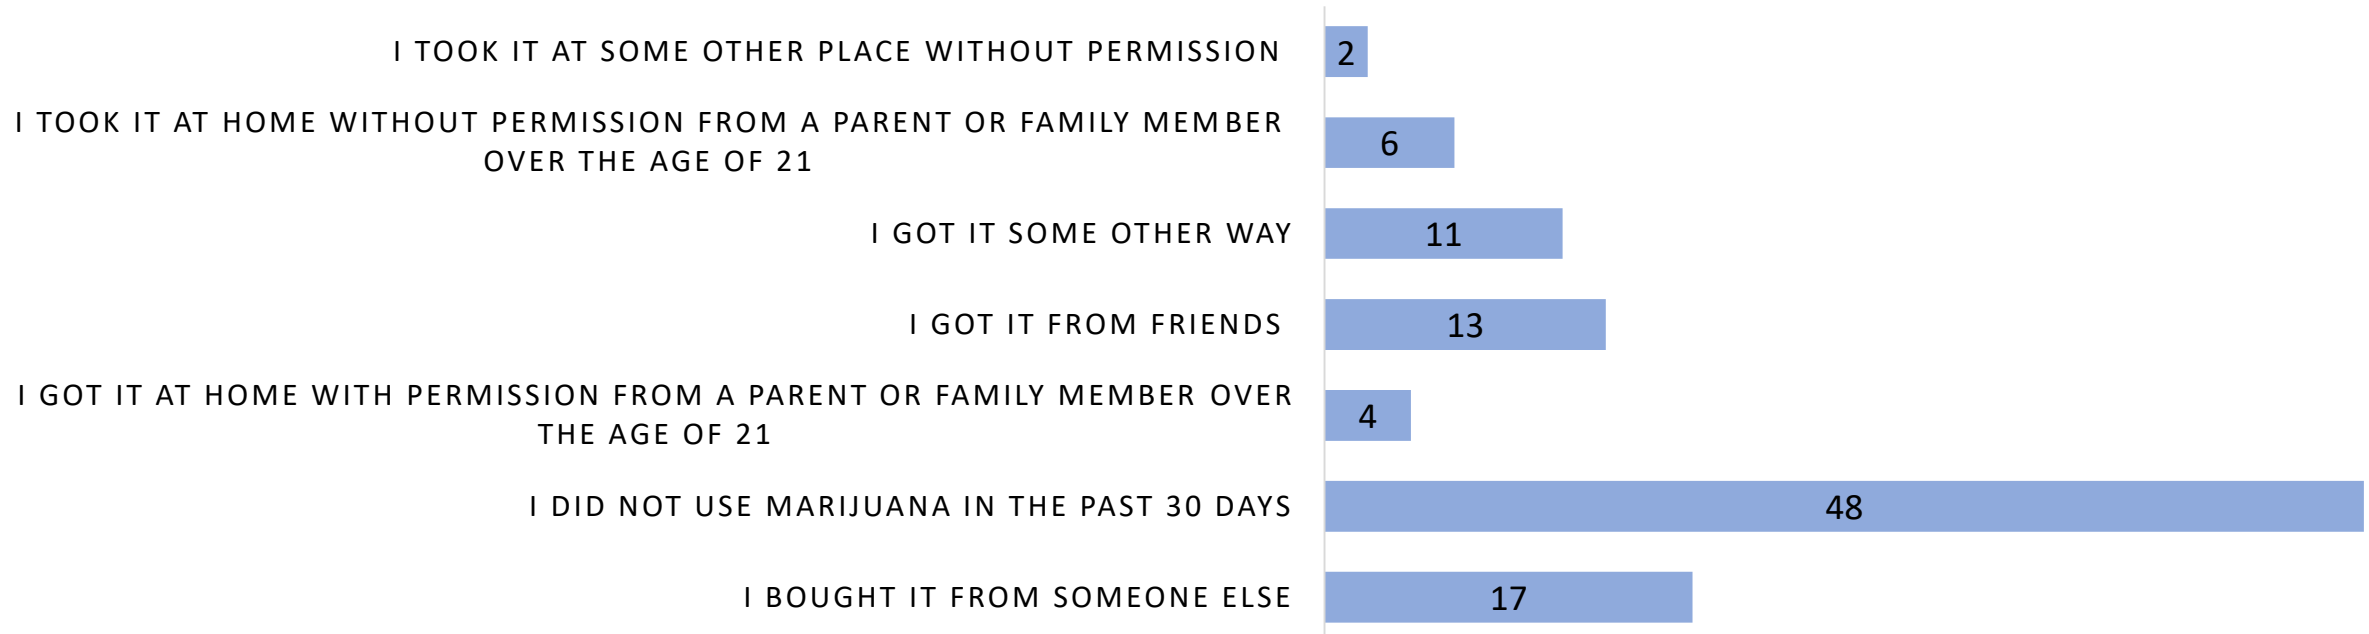 I TOOK IT AT SOME OTHER PLACE WITHOUT PERMISSION
2
I TOOK IT AT HOME WITHOUT PERMISSION FROM A PARENT OR FAMILY MEMBER
OVER THE AGE OF 21
6
I GOT IT SOME OTHER WAY
11
I GOT IT FROM FRIENDS
13
I GOT IT AT HOME WITH PERMISSION FROM A PARENT OR FAMILY MEMBER OVER
THE AGE OF 21
4
I DID NOT USE MARIJUANA IN THE PAST 30 DAYS
48
I BOUGHT IT FROM SOMEONE ELSE
17